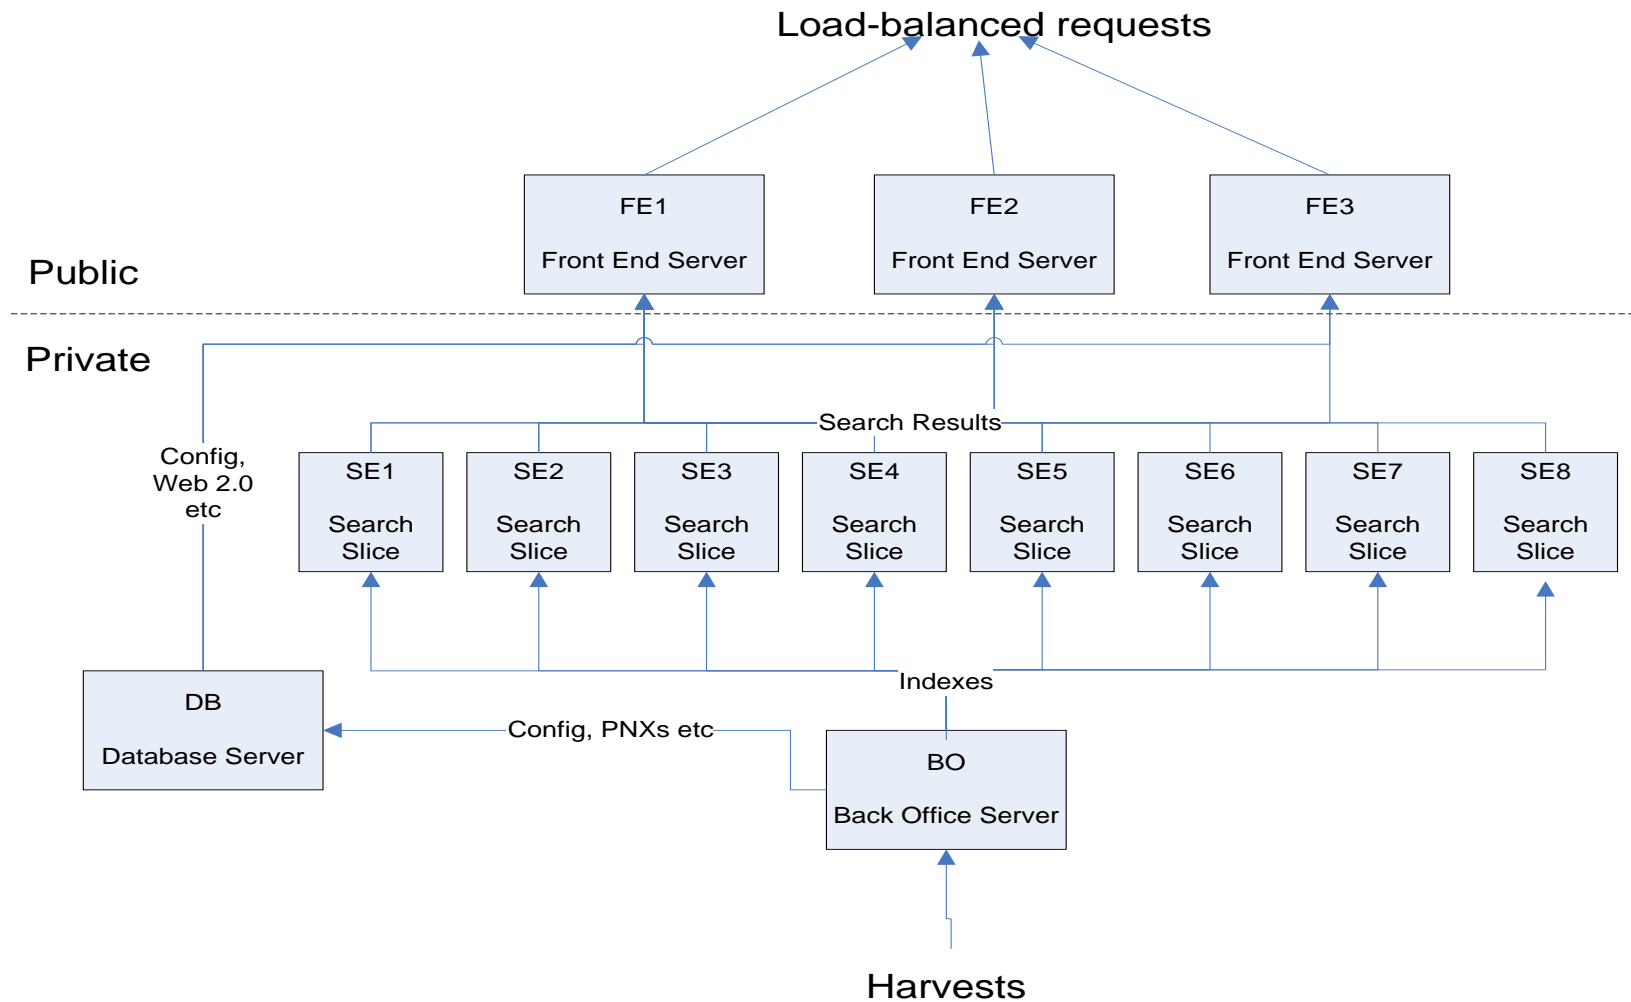 Load-balanced requests
FE1
Front End Server
FE2
Front End Server
FE3
Front End Server
Public
Private
Search Results
Config,
Web 2.0
etc
SE1
Search
Slice
SE2
Search
Slice
SE3
Search
Slice
SE4
Search
Slice
SE5
Search
Slice
SE6
Search
Slice
SE7
Search
Slice
SE8
Search
Slice
Indexes
DB
Database Server
Config, PNXs etc
BO
Back Office Server
Harvests